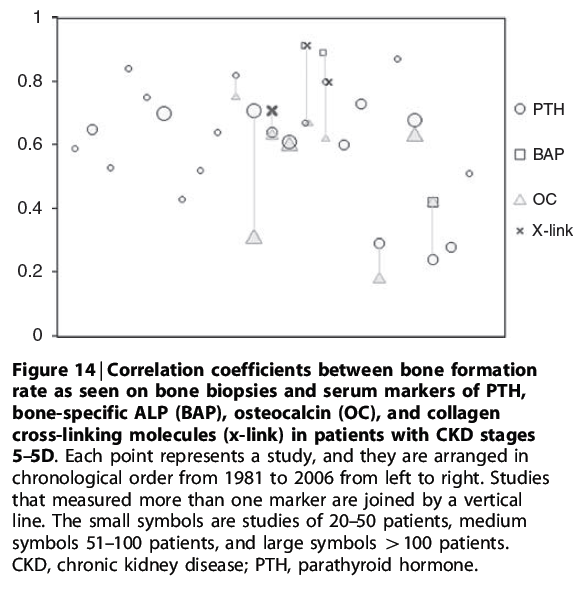 1
0.8
0.6
0.4
0.2
0
PTH
BAP
OC
X-link
Figure 14 | Correlation coefficients between bone formation
rate as seen on bone biopsies and serum markers of PTH,
bone-specific ALP (BAP), osteocalcin (OC), and collagen
cross-linking molecules (x-link) in patients with CKD stages
5–5D. Each point represents a study, and they are arranged in
chronological order from 1981 to 2006 from left to right. Studies
that measured more than one marker are joined by a vertical
line. The small symbols are studies of 20–50 patients, medium
symbols 51–100 patients, and large symbols >100 patients.
CKD, chronic kidney disease; PTH, parathyroid hormone.